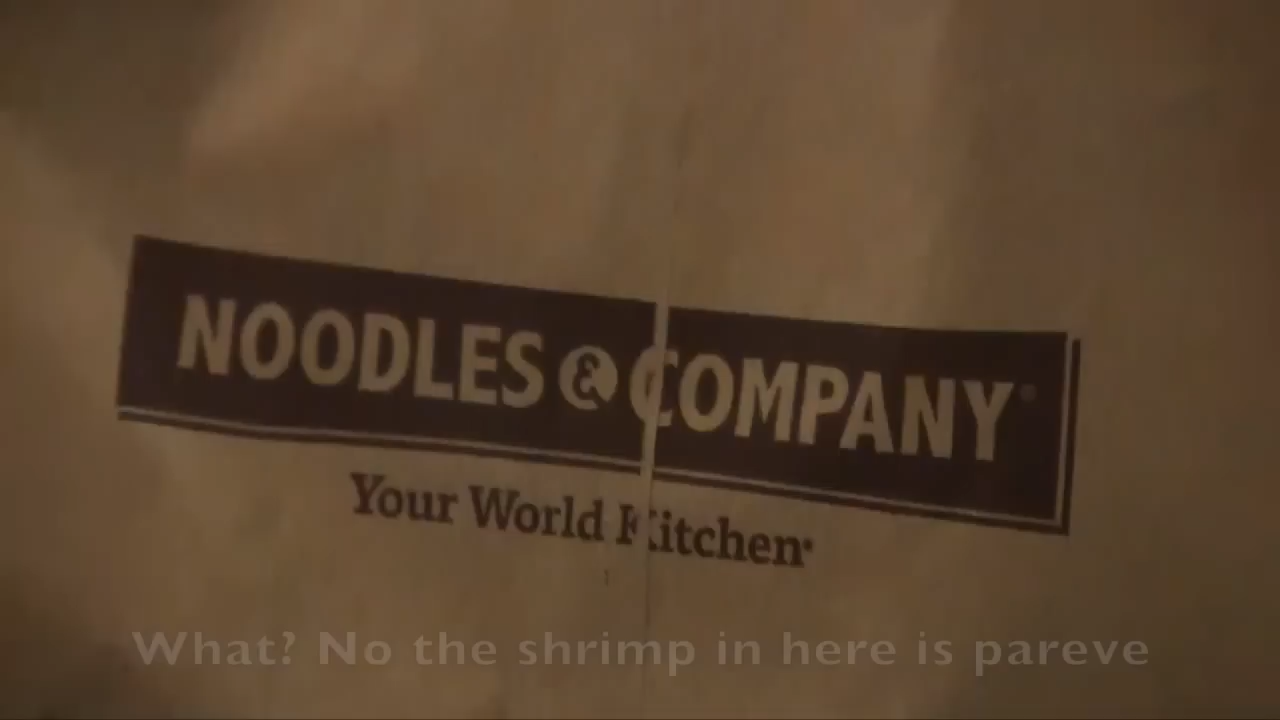 NOODLES & COMPANY®
Your World Kitchen®
What? No the shrimp in here is pareve